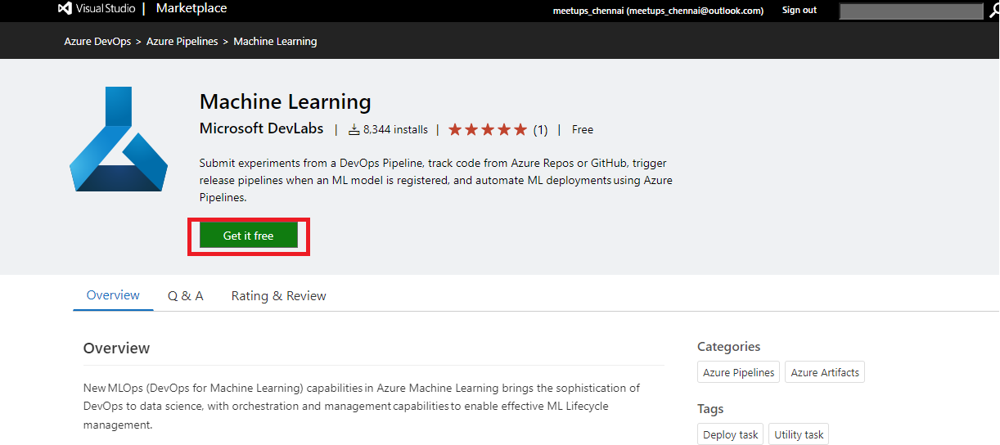 Visual Studio | Marketplace
meetups_chennai (meetups_chennai@outlook.com) Sign out
Azure DevOps > Azure Pipelines > Machine Learning
Machine Learning
Microsoft DevLabs | 8,344 installs | (1) | Free
Submit experiments from a DevOps Pipeline, track code from Azure Repos or GitHub, trigger
release pipelines when an ML model is registered, and automate ML deployments using Azure
Pipelines.
Get it free
Overview Q & A Rating & Review
Overview
New MLOps (DevOps for Machine Learning) capabilities in Azure Machine Learning brings the sophistication of
DevOps to data science, with orchestration and management capabilities to enable effective ML Lifecycle
management.
Categories
Azure Pipelines Azure Artifacts
Tags
Deploy task Utility task